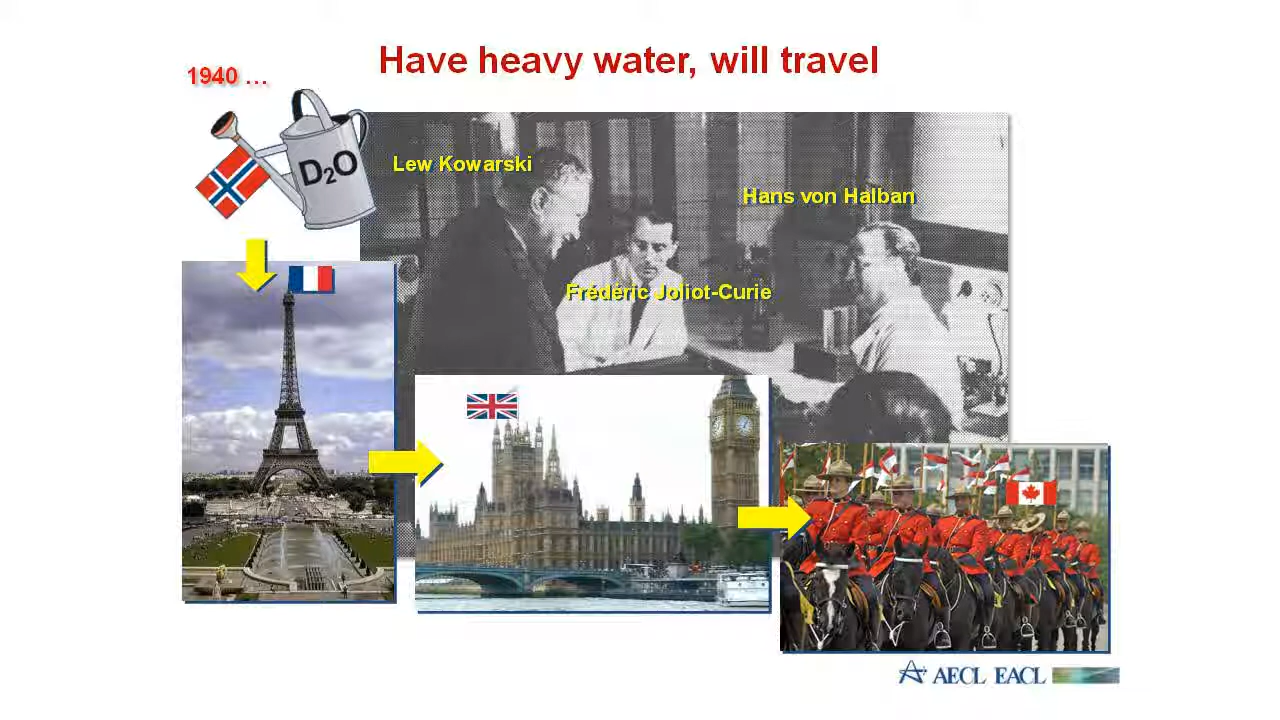 Have heavy water, will travel
1940 ...
D₂O
Lew Kowarski
Hans von Halban
Frédéric Joliot-Curie
AECL EACL